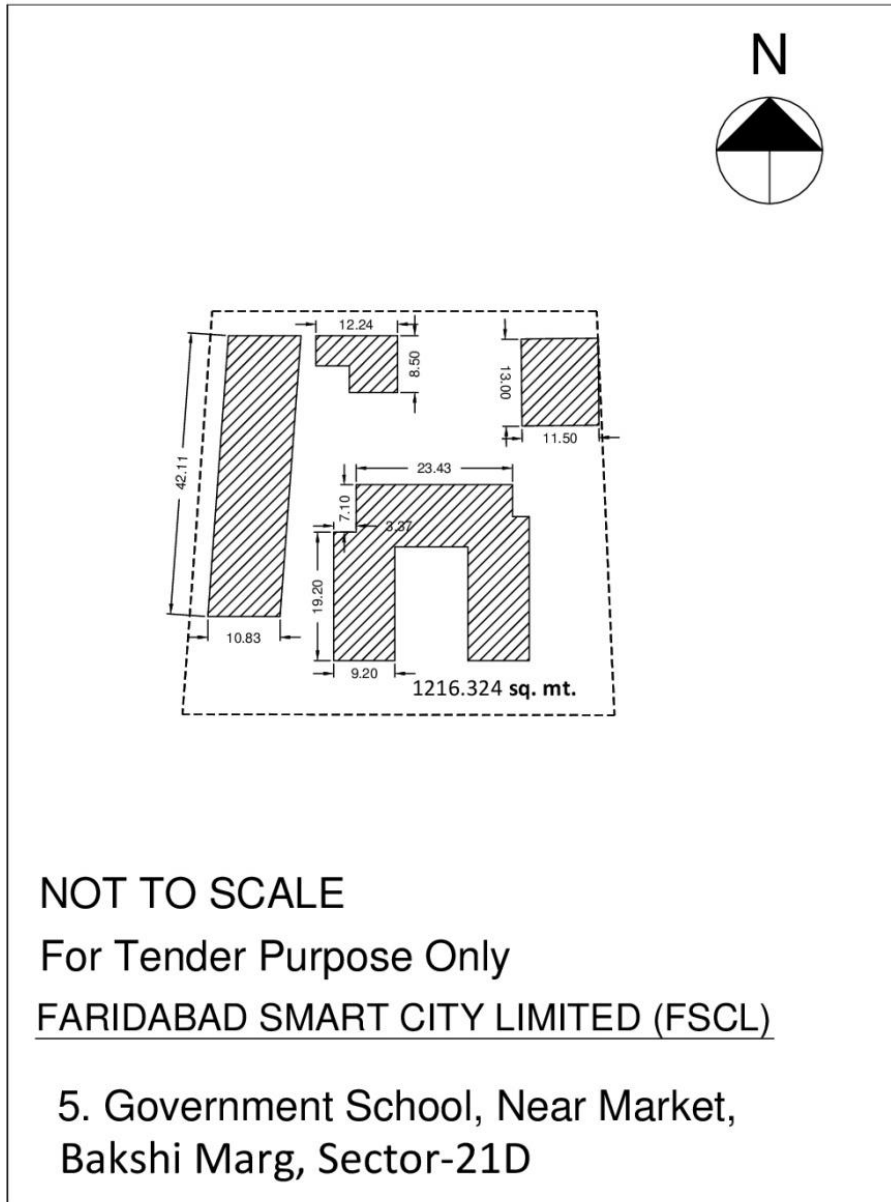 N
12.24
8.50
13.00
11.50
42.11
23.43
7.10
3.37
19.20
10.83
9.20
1216.324 sq. mt.
NOT TO SCALE
For Tender Purpose Only
FARIDABAD SMART CITY LIMITED (FSCL)
5. Government School, Near Market,
Bakshi Marg, Sector-21D